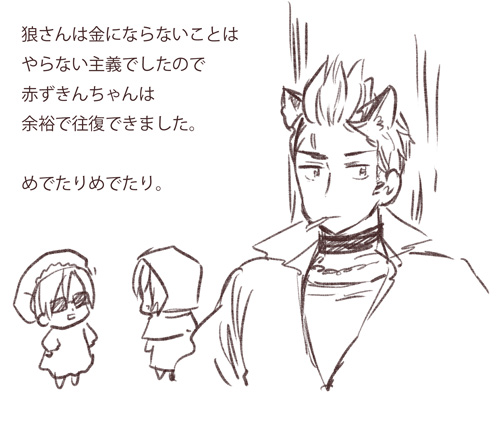 狼さんは金にならないことは
やらない主義でしたので
赤ずきんちゃんは
余裕で往復できました。
めでたりめでたり。